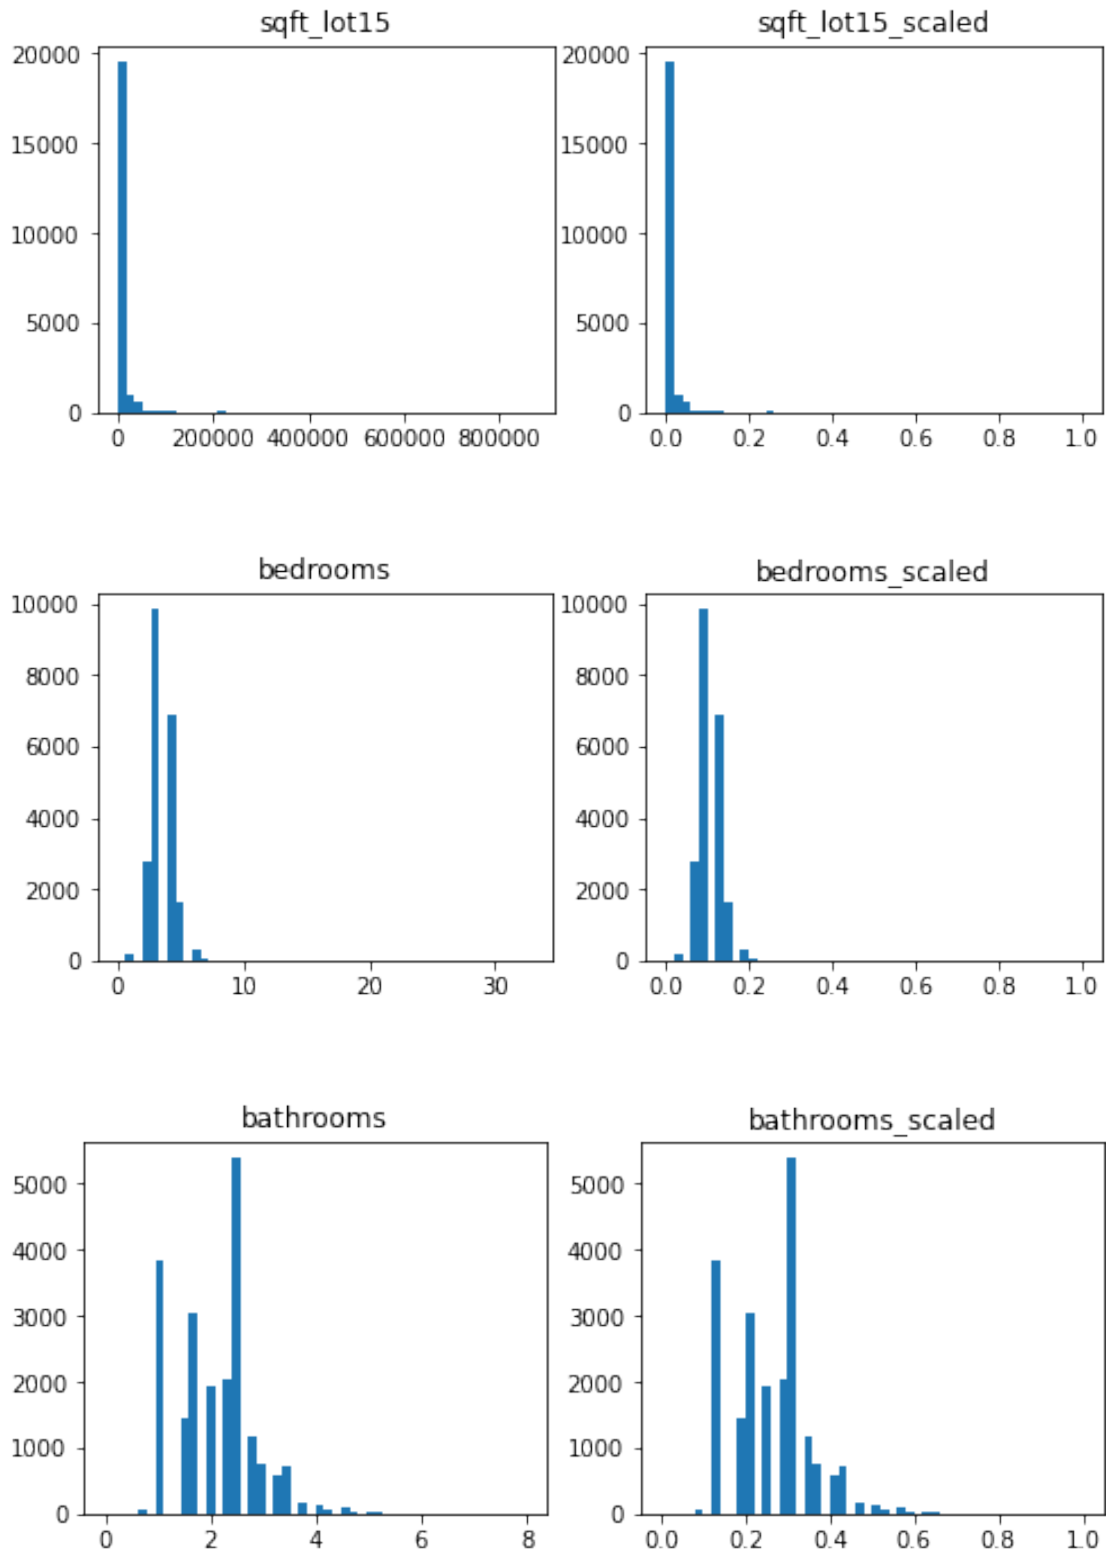 sqft_lot15 sqft_lot15_scaled
20000 20000
15000 15000
10000 10000
5000 5000
0 0
0 200000 400000 600000 800000 0.0 0.2 0.4 0.6 0.8 1.0
bedrooms bedrooms_scaled
10000 10000
8000 8000
6000 6000
4000 4000
2000 2000
0 0
0 10 20 30 0.0 0.2 0.4 0.6 0.8 1.0
bathrooms bathrooms_scaled
5000 5000
4000 4000
3000 3000
2000 2000
1000 1000
0 0
0 2 4 6 8 0.0 0.2 0.4 0.6 0.8 1.0